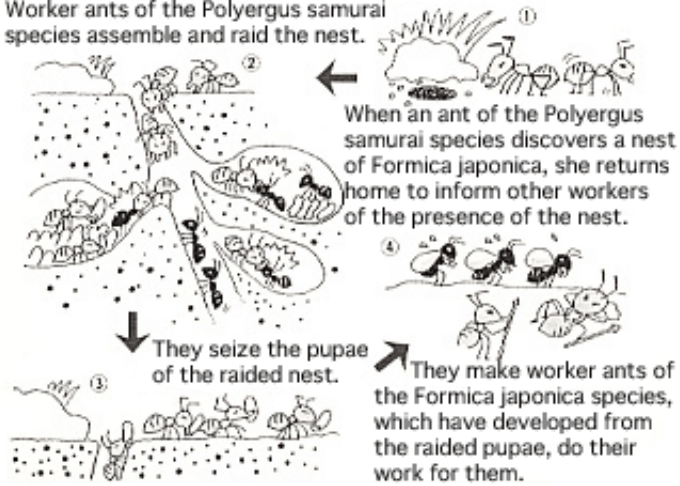 ①
When an ant of the Polyergus
samurai species discovers a nest
of Formica japonica, she returns
home to inform other workers
of the presence of the nest.
Worker ants of the Polyergus samurai
species assemble and raid the nest.
②
They seize the pupae
of the raided nest.
③
④
They make worker ants of
the Formica japonica species,
which have developed from
the raided pupae, do their
work for them.